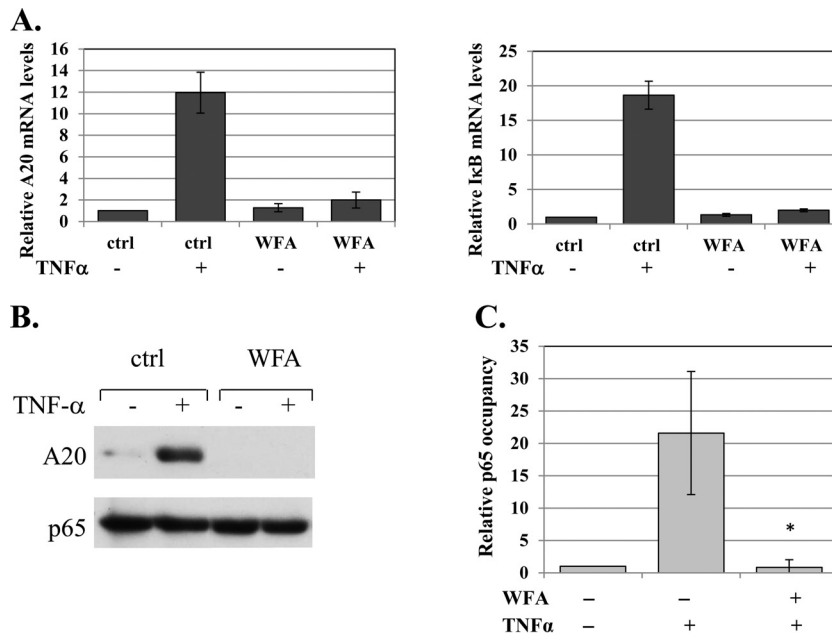 A.
Relative A20 mRNA levels
16
14
12
10
8
6
4
2
0
ctrl ctrl WFA WFA
TNFα - + - +
Relative IκB mRNA levels
25
20
15
10
5
0
ctrl ctrl WFA WFA
TNFα - + - +
B.
ctrl WFA
TNF-α - + - +
A20
p65
C.
Relative p65 occupancy
35
30
25
20
15
10
5
0
*
WFA – – +
TNFα – + +